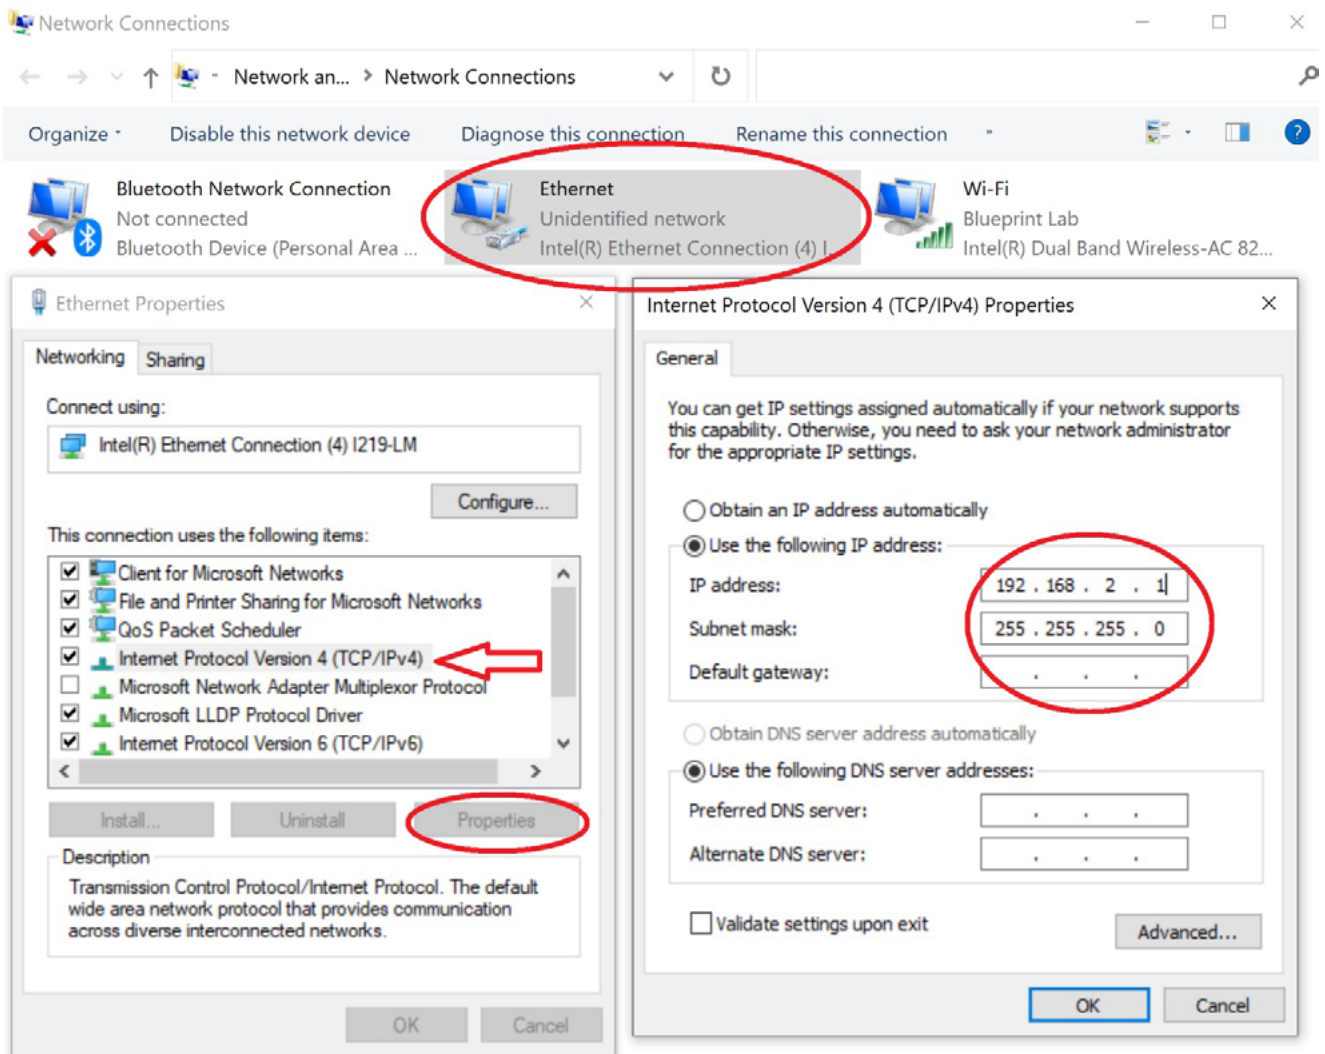 Network Connections
Network an... > Network Connections
Organize
Disable this network device
Diagnose this connection
Rename this connection
»
?
Bluetooth Network Connection
Not connected
Bluetooth Device (Personal Area ...
Ethernet
Unidentified network
Intel(R) Ethernet Connection (4) I...
Wi-Fi
Blueprint Lab
Intel(R) Dual Band Wireless-AC 82...
Ethernet Properties
Networking
Sharing
Connect using:
Intel(R) Ethernet Connection (4) I219-LM
Configure...
This connection uses the following items:
Client for Microsoft Networks
File and Printer Sharing for Microsoft Networks
QoS Packet Scheduler
Internet Protocol Version 4 (TCP/IPv4)
Microsoft Network Adapter Multiplexor Protocol
Microsoft LLDP Protocol Driver
Internet Protocol Version 6 (TCP/IPv6)
Install...
Uninstall
Properties
Description
Transmission Control Protocol/Internet Protocol. The default
wide area network protocol that provides communication
across diverse interconnected networks.
OK
Cancel
Internet Protocol Version 4 (TCP/IPv4) Properties
General
You can get IP settings assigned automatically if your network supports
this capability. Otherwise, you need to ask your network administrator
for the appropriate IP settings.
Obtain an IP address automatically
Use the following IP address:
IP address:
192 . 168 . 2 . 1
Subnet mask:
255 . 255 . 255 . 0
Default gateway:
. . .
Obtain DNS server address automatically
Use the following DNS server addresses:
Preferred DNS server:
. . .
Alternate DNS server:
. . .
Validate settings upon exit
Advanced...
OK
Cancel